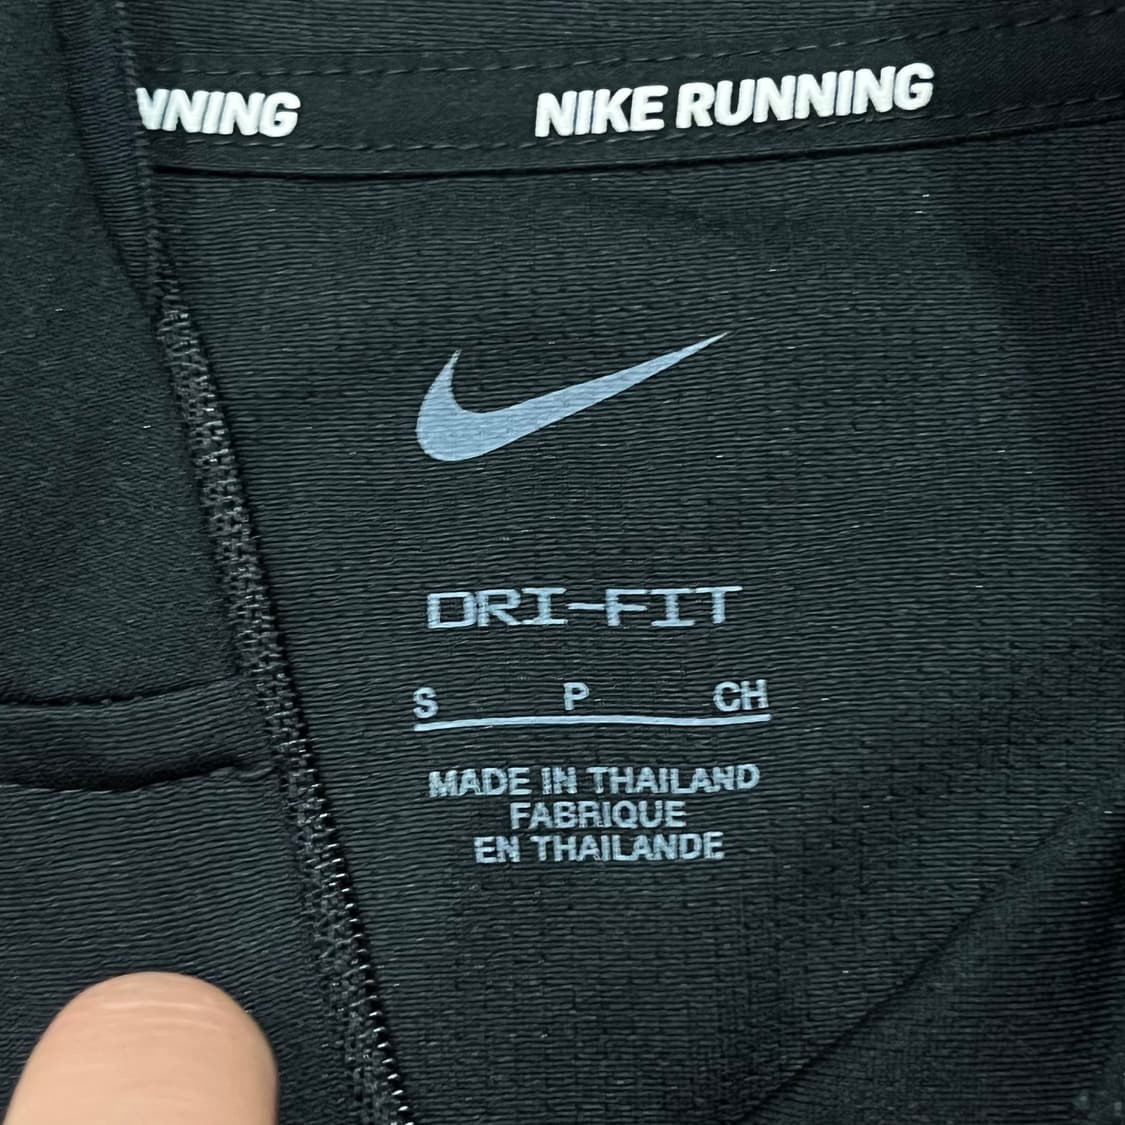 NNING
NIKE RUNNING
DRI-FIT
S P CH
MADE IN THAILAND
FABRIQUE
EN THAILANDE